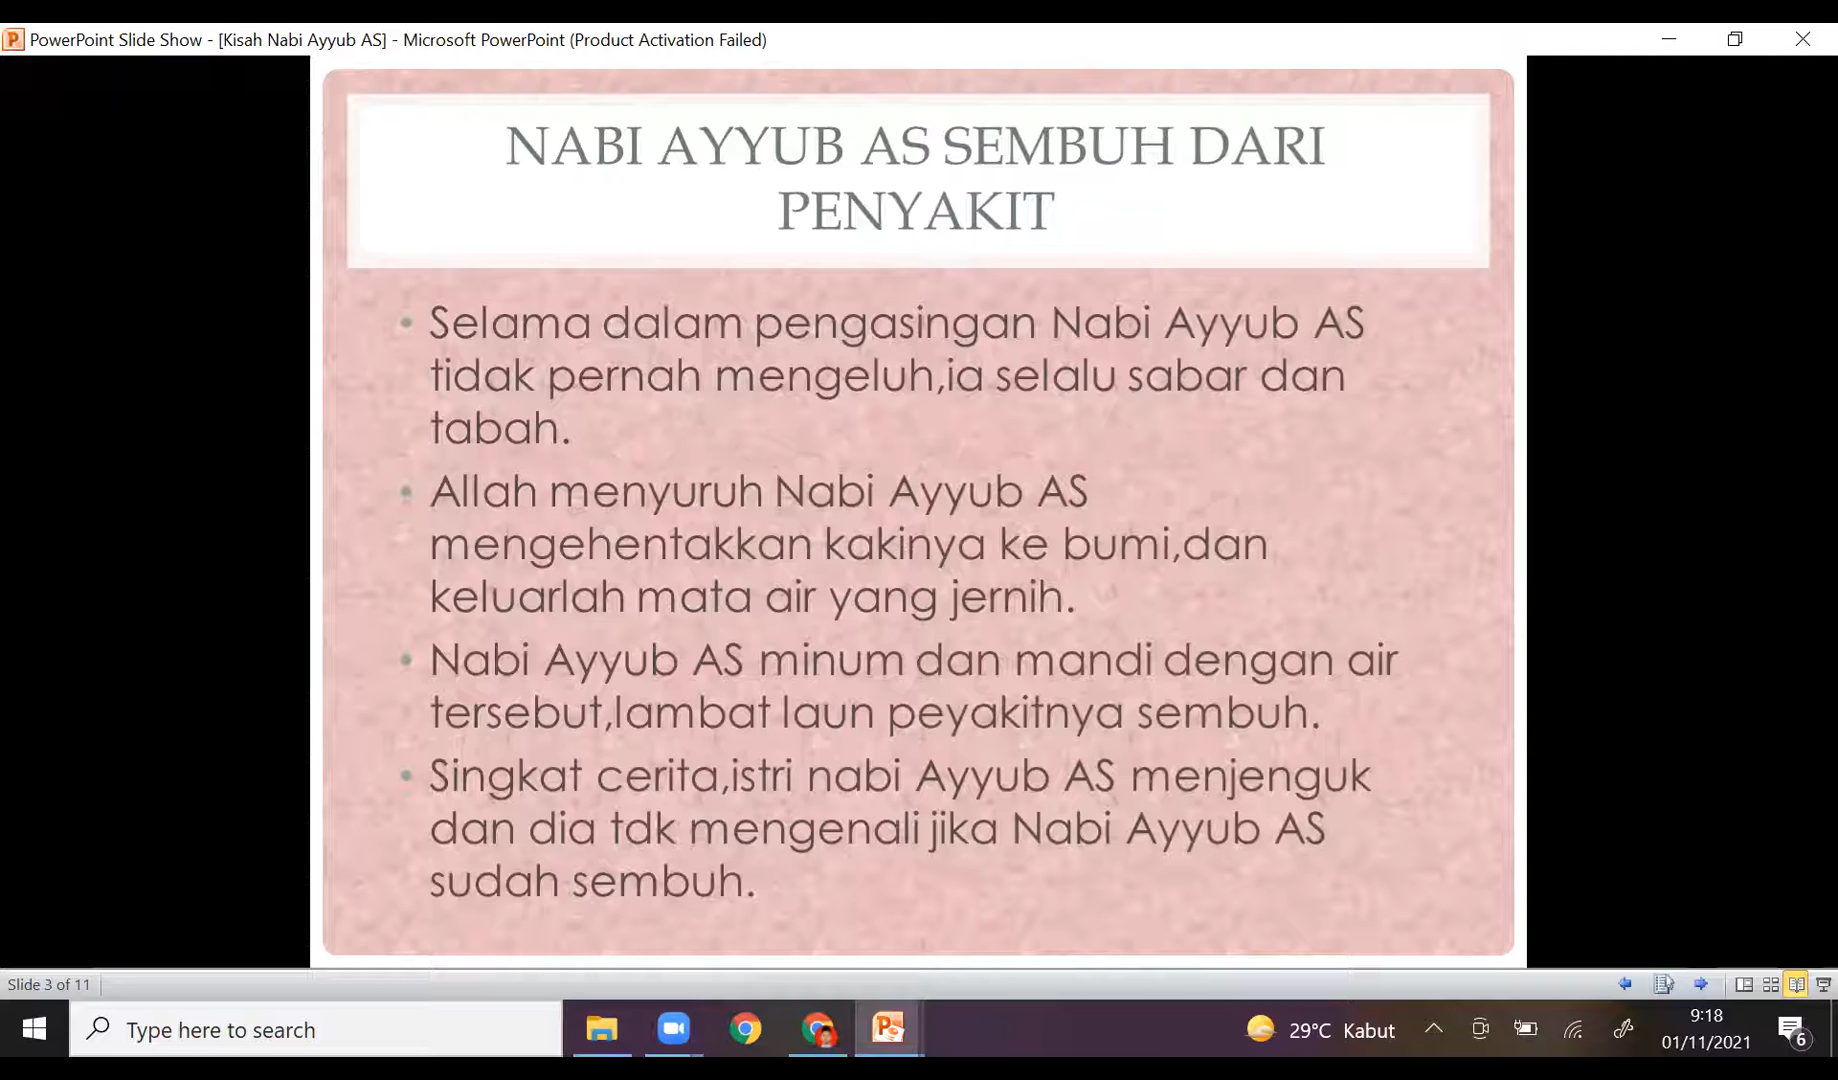 PowerPoint Slide Show - [Kisah Nabi Ayyub AS] - Microsoft PowerPoint (Product Activation Failed)
NABI AYYUB AS SEMBUH DARI
PENYAKIT
• Selama dalam pengasingan Nabi Ayyub AS
tidak pernah mengeluh,ia selalu sabar dan
tabah.
• Allah menyuruh Nabi Ayyub AS
mengehentakkan kakinya ke bumi,dan
keluarlah mata air yang jernih.
• Nabi Ayyub AS minum dan mandi dengan air
tersebut,lambat laun peyakitnya sembuh.
• Singkat cerita,istri nabi Ayyub AS menjenguk
dan dia tdk mengenali jika Nabi Ayyub AS
sudah sembuh.
Slide 3 of 11
Type here to search
29°C Kabut
9:18
01/11/2021
6